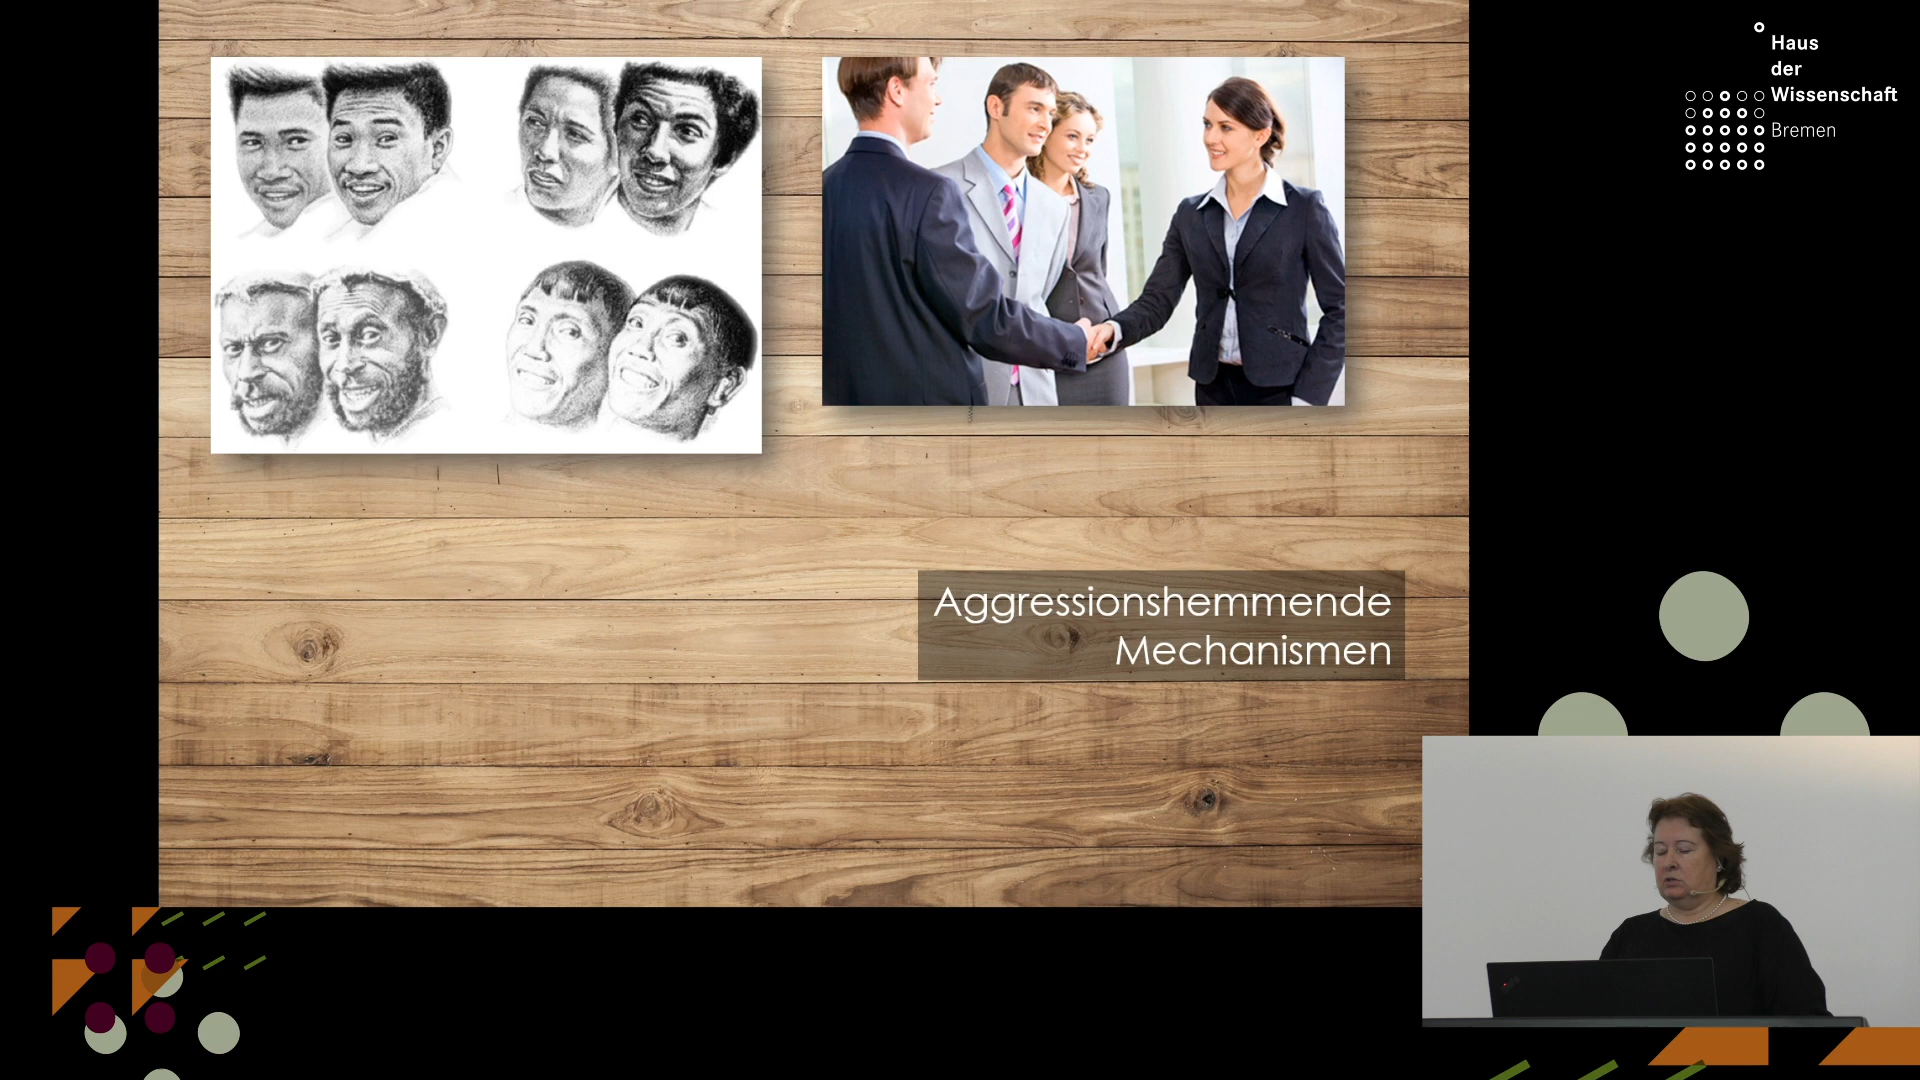 Haus
der
Wissenschaft
Bremen
Aggressionshemmende
Mechanismen